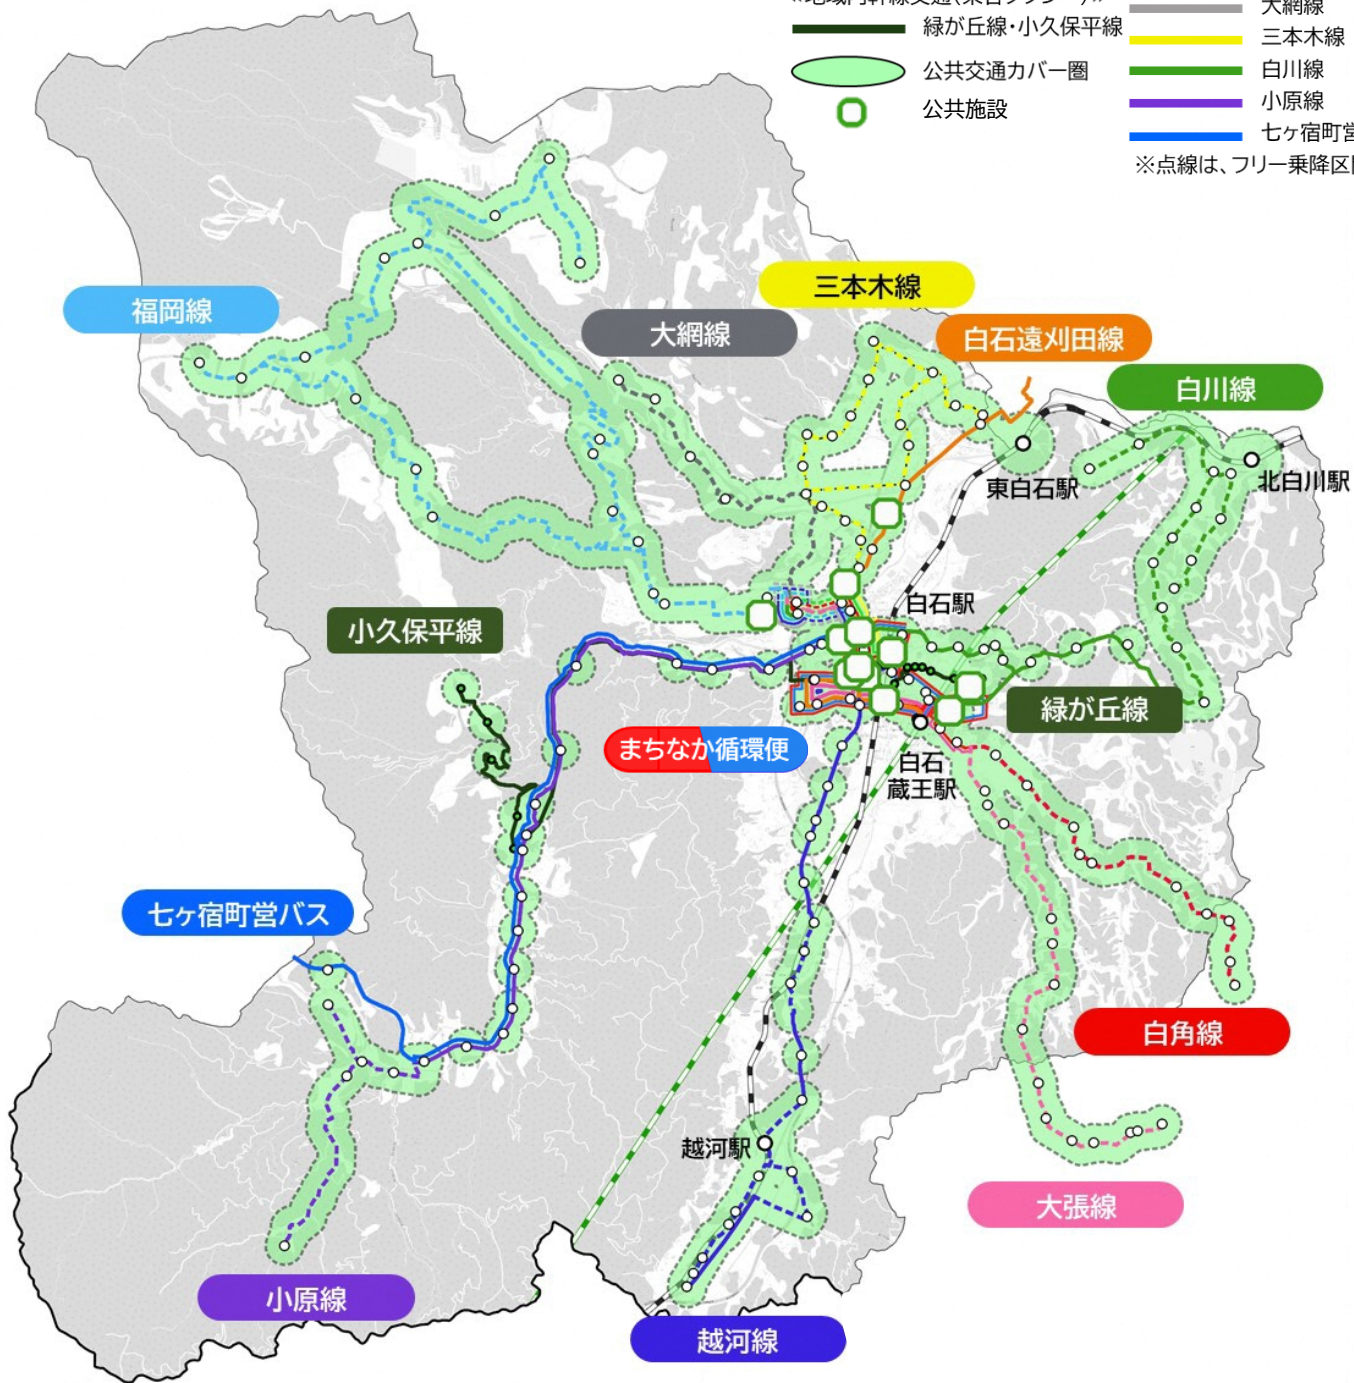 緑が丘線・小久保平線
公共交通カバー圏
公共施設
大網線
三本木線
白川線
小原線
七ヶ宿町営
※点線は、フリー乗降区
三本木線
福岡線
大網線
白石遠刈田線
白川線
東白石駅
北白川駅
白石駅
小久保平線
緑が丘線
まちなか循環便
白石
蔵王駅
七ヶ宿町営バス
白角線
越河駅
大張線
小原線
越河線